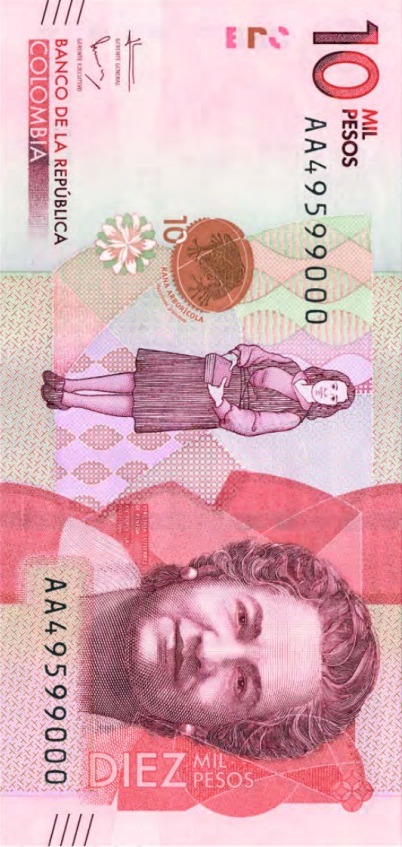 10 MIL
PESOS
AA49599000
BANCO DE LA REPÚBLICA
COLOMBIA
GERENTE GENERAL
GERENTE EJECUTIVO
10
RANA ARBORÍCOLA
AA49599000
DIEZ MIL
PESOS